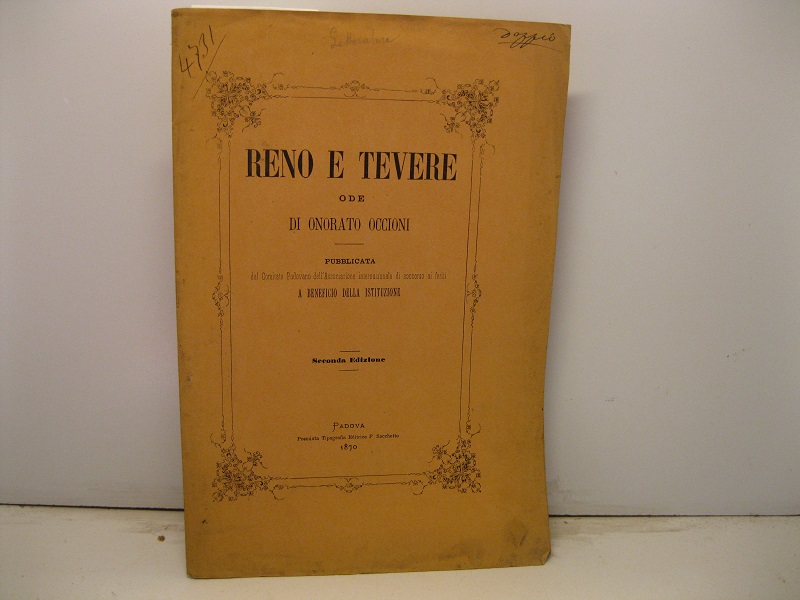 4731
doppio
RENO E TEVERE
ODE
DI ONORATO OCCIONI
PUBBLICATA
dal Comitato Padovano dell'Associazione internazionale di soccorso ai feriti
A BENEFICIO DELLA ISTITUZIONE
Seconda Edizione
PADOVA
Premiata Tipografia Editrice F. Sacchetto
1870